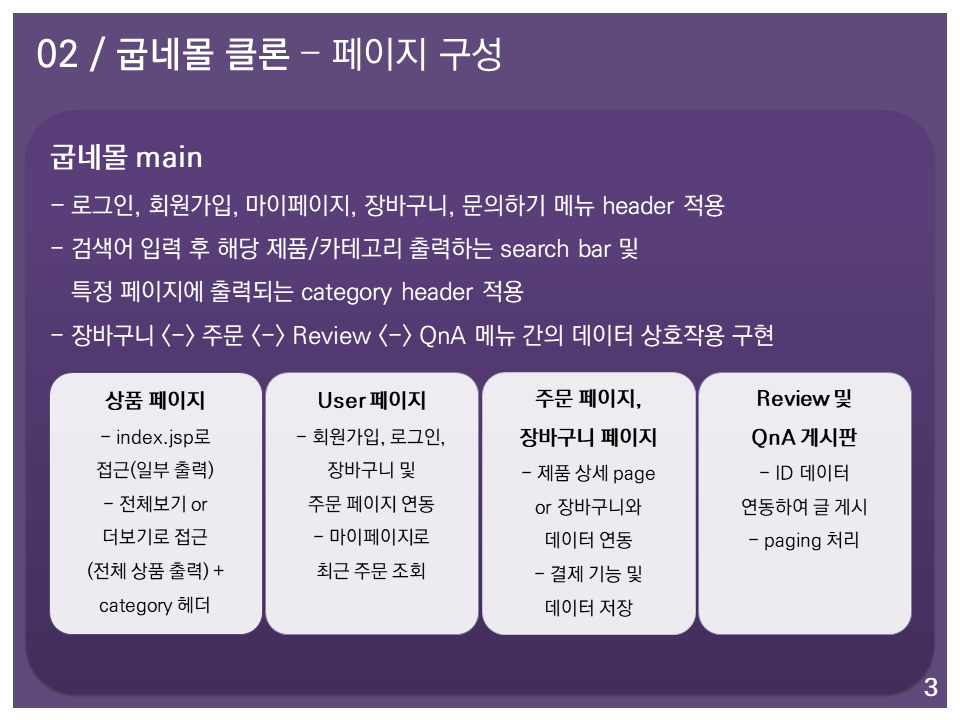 02 / 굽네몰 클론 – 페이지 구성
굽네몰 main
- 로그인, 회원가입, 마이페이지, 장바구니, 문의하기 메뉴 header 적용
- 검색어 입력 후 해당 제품/카테고리 출력하는 search bar 및
특정 페이지에 출력되는 category header 적용
- 장바구니 <-> 주문 <-> Review <-> QnA 메뉴 간의 데이터 상호작용 구현
상품 페이지
- index.jsp로
접근(일부 출력)
- 전체보기 or
더보기로 접근
(전체 상품 출력) +
category 헤더
User 페이지
- 회원가입, 로그인,
장바구니 및
주문 페이지 연동
- 마이페이지로
최근 주문 조회
주문 페이지,
장바구니 페이지
- 제품 상세 page
or 장바구니와
데이터 연동
- 결제 기능 및
데이터 저장
Review 및
QnA 게시판
- ID 데이터
연동하여 글 게시
- paging 처리
3